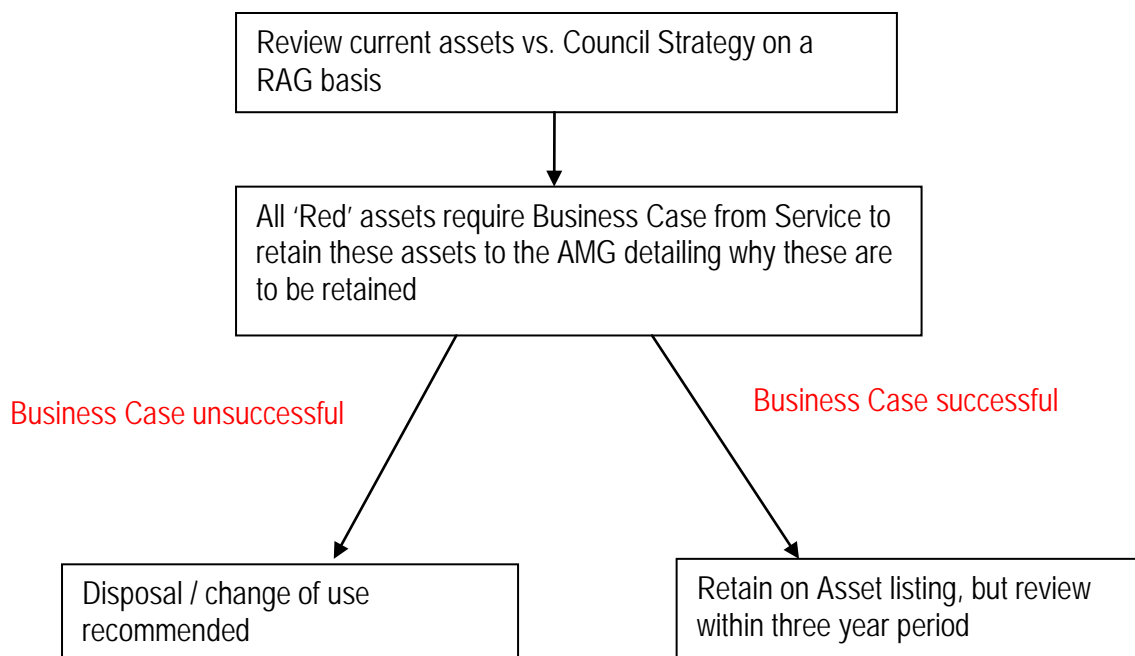 Review current assets vs. Council Strategy on a
RAG basis
All ‘Red’ assets require Business Case from Service to
retain these assets to the AMG detailing why these are
to be retained
Business Case unsuccessful
Business Case successful
Disposal / change of use
recommended
Retain on Asset listing, but review
within three year period